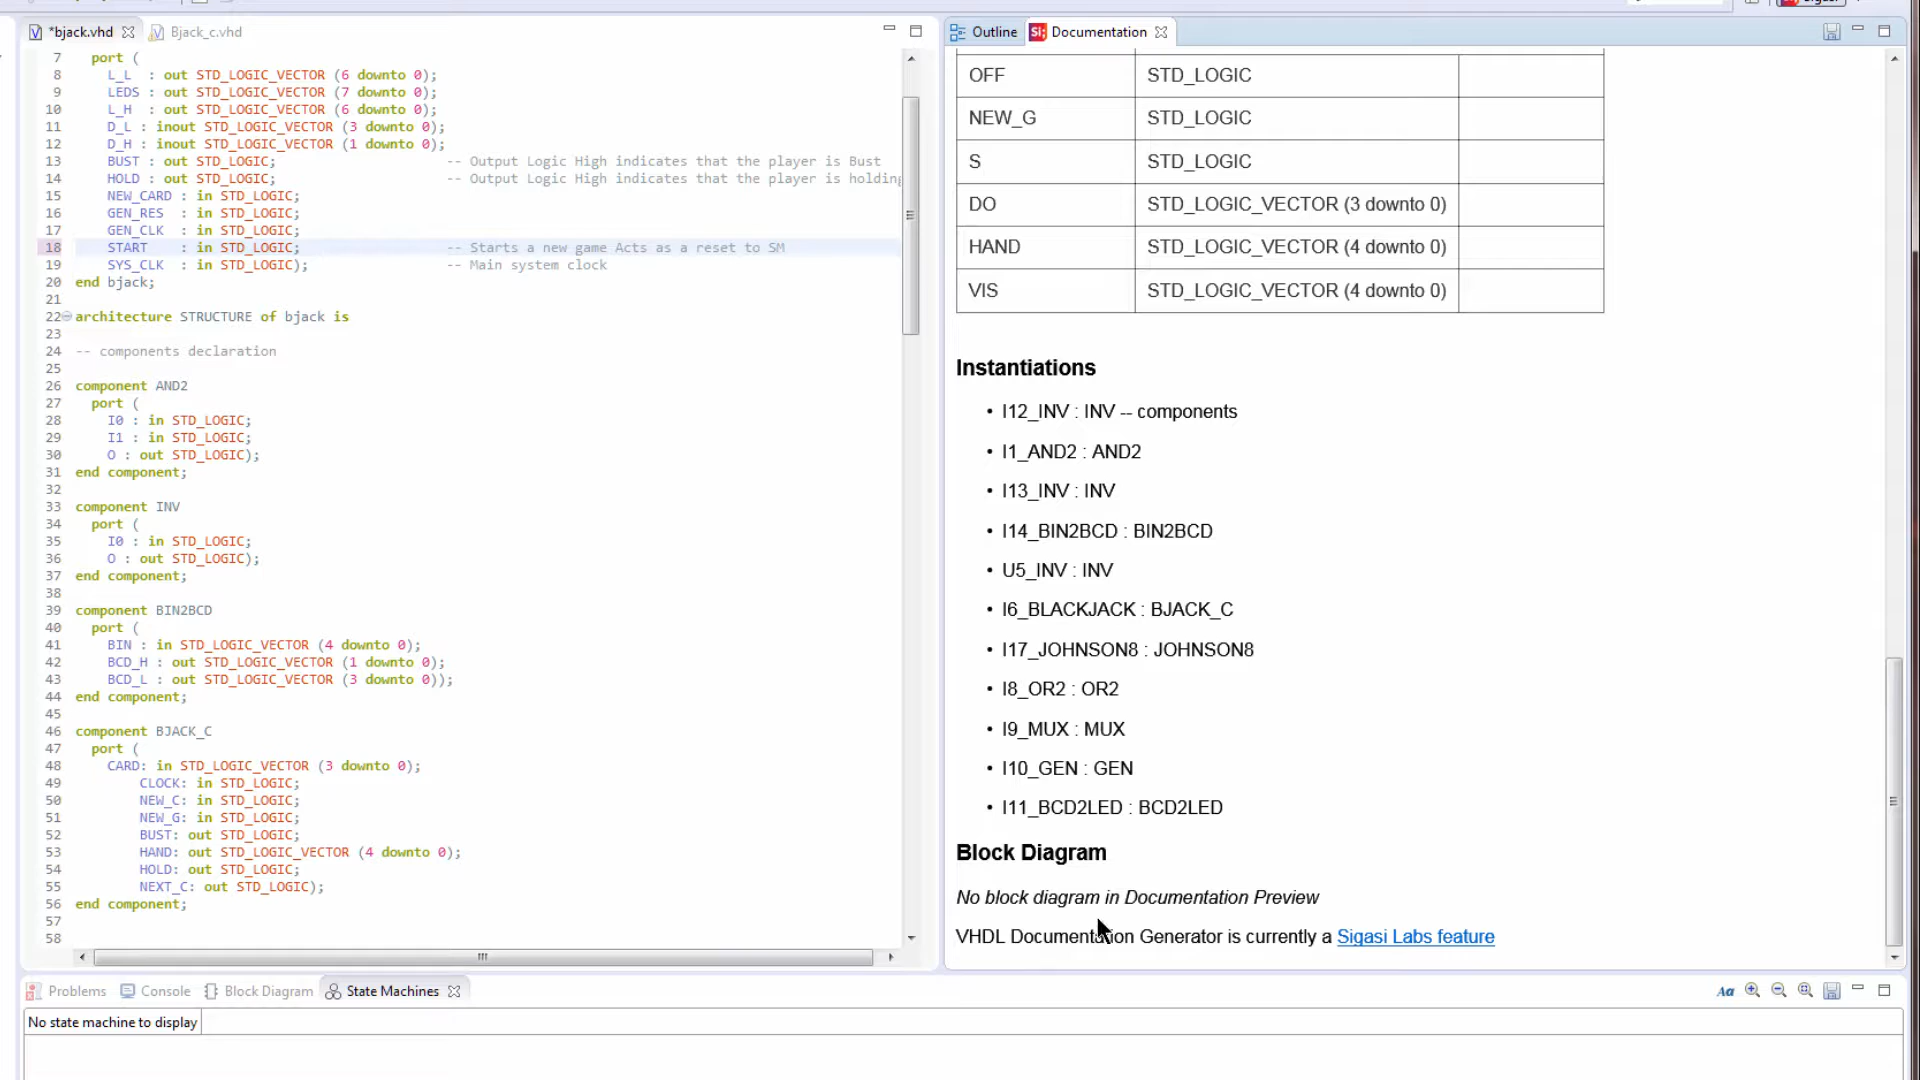 *bjack.vhd
Bjack_c.vhd
7 port (
8 L_L : out STD_LOGIC_VECTOR (6 downto 0);
9 LEDS : out STD_LOGIC_VECTOR (7 downto 0);
10 L_H : out STD_LOGIC_VECTOR (6 downto 0);
11 D_L : inout STD_LOGIC_VECTOR (3 downto 0);
12 D_H : inout STD_LOGIC_VECTOR (1 downto 0);
13 BUST : out STD_LOGIC; -- Output Logic High indicates that the player is Bust
14 HOLD : out STD_LOGIC; -- Output Logic High indicates that the player is holding
15 NEW_CARD : in STD_LOGIC;
16 GEN_RES : in STD_LOGIC;
17 GEN_CLK : in STD_LOGIC;
18 START : in STD_LOGIC; -- Starts a new game Acts as a reset to SM
19 SYS_CLK : in STD_LOGIC); -- Main system clock
20 end bjack;
21
22 architecture STRUCTURE of bjack is
23
24 -- components declaration
25
26 component AND2
27 port (
28 I0 : in STD_LOGIC;
29 I1 : in STD_LOGIC;
30 O : out STD_LOGIC);
31 end component;
32
33 component INV
34 port (
35 I0 : in STD_LOGIC;
36 O : out STD_LOGIC);
37 end component;
38
39 component BIN2BCD
40 port (
41 BIN : in STD_LOGIC_VECTOR (4 downto 0);
42 BCD_H : out STD_LOGIC_VECTOR (1 downto 0);
43 BCD_L : out STD_LOGIC_VECTOR (3 downto 0));
44 end component;
45
46 component BJACK_C
47 port (
48 CARD: in STD_LOGIC_VECTOR (3 downto 0);
49 CLOCK: in STD_LOGIC;
50 NEW_C: in STD_LOGIC;
51 NEW_G: in STD_LOGIC;
52 BUST: out STD_LOGIC;
53 HAND: out STD_LOGIC_VECTOR (4 downto 0);
54 HOLD: out STD_LOGIC;
55 NEXT_C: out STD_LOGIC);
56 end component;
57
58
Outline
Documentation
OFF STD_LOGIC
NEW_G STD_LOGIC
S STD_LOGIC
DO STD_LOGIC_VECTOR (3 downto 0)
HAND STD_LOGIC_VECTOR (4 downto 0)
VIS STD_LOGIC_VECTOR (4 downto 0)
Instantiations
• I12_INV : INV -- components
• I1_AND2 : AND2
• I13_INV : INV
• I14_BIN2BCD : BIN2BCD
• U5_INV : INV
• I6_BLACKJACK : BJACK_C
• I17_JOHNSON8 : JOHNSON8
• I8_OR2 : OR2
• I9_MUX : MUX
• I10_GEN : GEN
• I11_BCD2LED : BCD2LED
Block Diagram
No block diagram in Documentation Preview
VHDL Documentation Generator is currently a Sigasi Labs feature
Problems
Console
Block Diagram
State Machines
Aa
No state machine to display